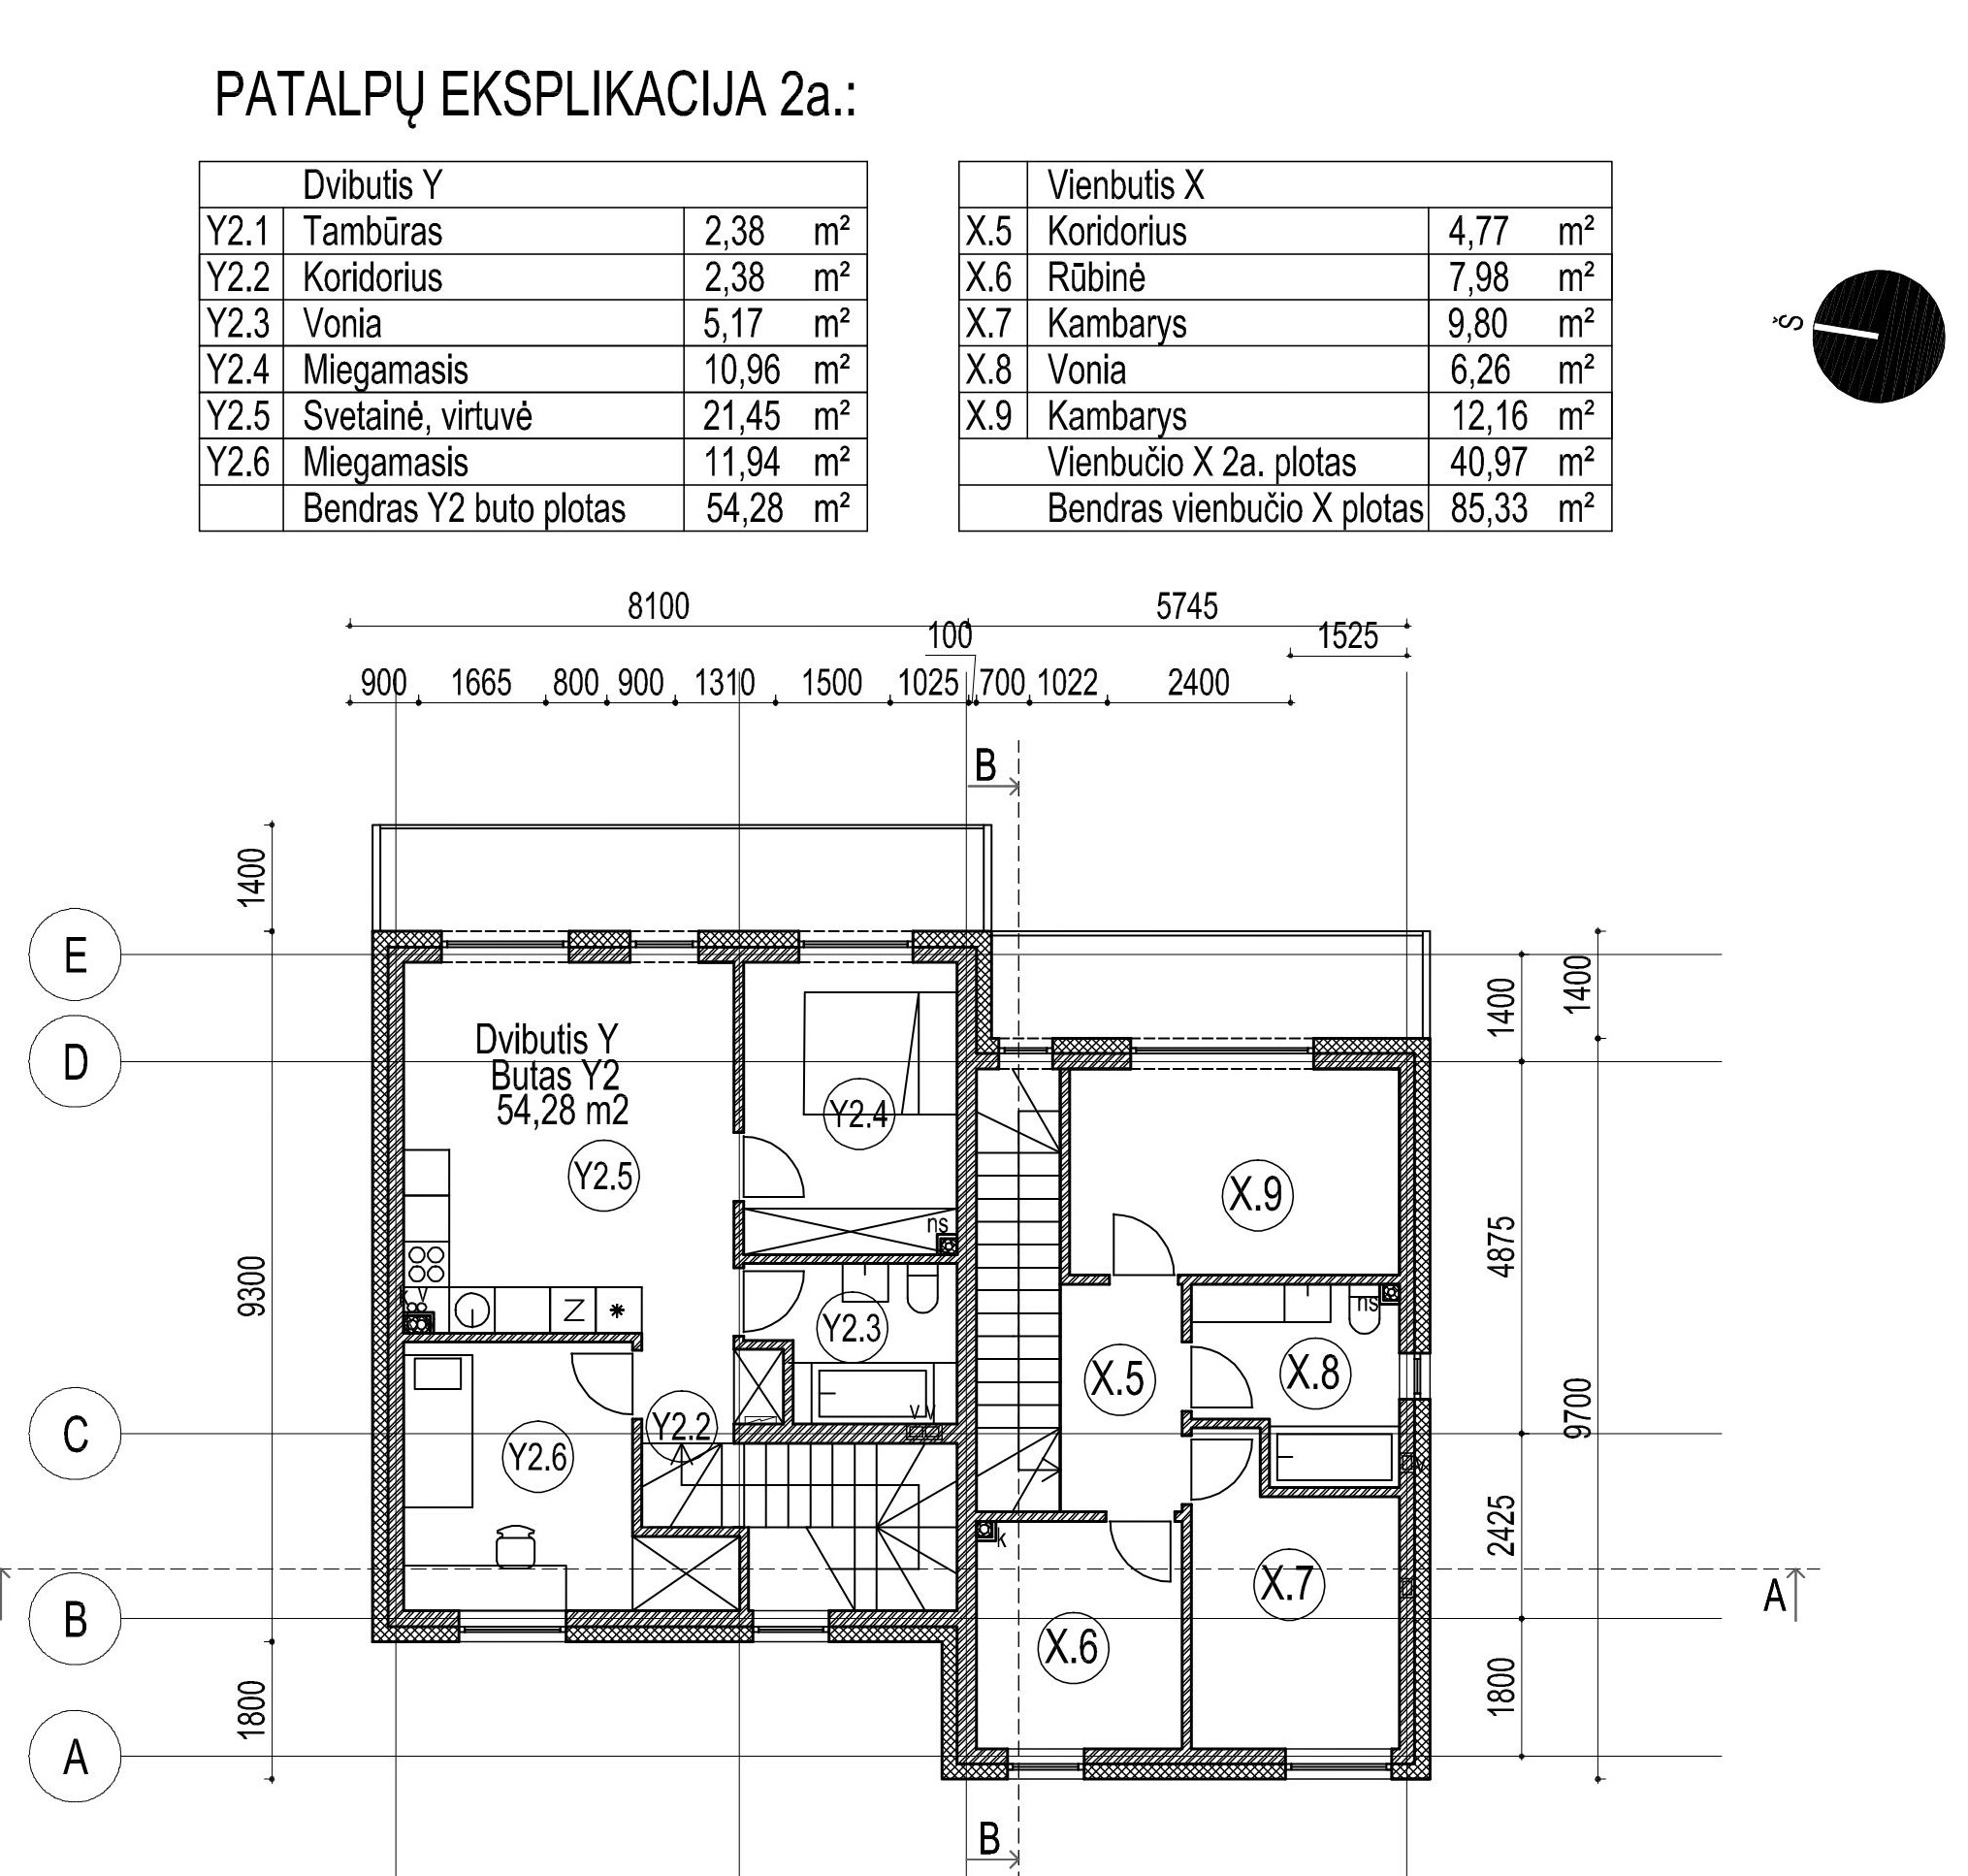 PATALPŲ EKSPLIKACIJA 2a.:
Dvibutis Y
Y2.1 Tambūras 2,38 m²
Y2.2 Koridorius 2,38 m²
Y2.3 Vonia 5,17 m²
Y2.4 Miegamasis 10,96 m²
Y2.5 Svetainė, virtuvė 21,45 m²
Y2.6 Miegamasis 11,94 m²
Bendras Y2 buto plotas 54,28 m²
Vienbutis X
X.5 Koridorius 4,77 m²
X.6 Rūbinė 7,98 m²
X.7 Kambarys 9,80 m²
X.8 Vonia 6,26 m²
X.9 Kambarys 12,16 m²
Vienbučio X 2a. plotas 40,97 m²
Bendras vienbučio X plotas 85,33 m²
Š
8100 5745
100 1525
900 1665 800 900 1310 1500 1025 700 1022 2400
B
1400
E
1400
1400
D
Dvibutis Y
Butas Y2
54,28 m2
Y2.4
Y2.5
X.9
ns
4875
9300
k v
Z *
Y2.3
ns
X.5
X.8
9700
v v
C
Y2.2
Y2.6
v
2425
k
A
B
X.7
X.6
1800
1800
A
B